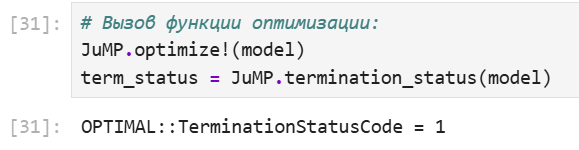 [31]: # Вызов функции оптимизации:
JuMP.optimize!(model)
term_status = JuMP.termination_status(model)
[31]: OPTIMAL::TerminationStatusCode = 1